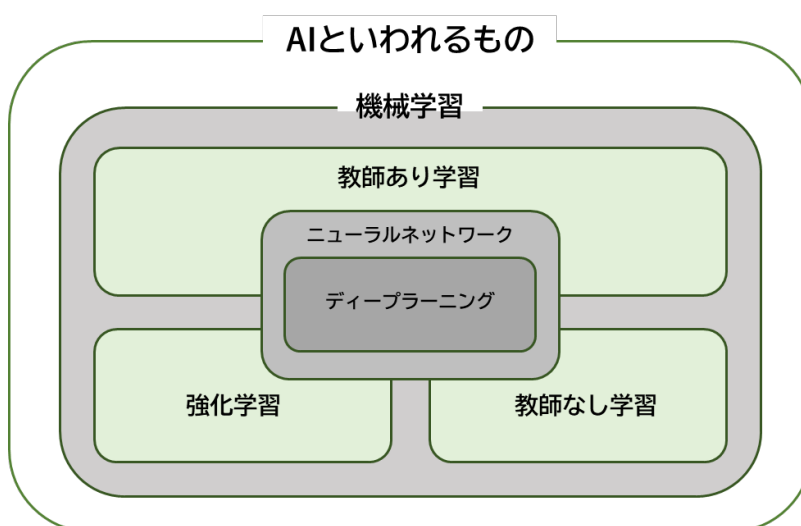 AIといわれるもの
機械学習
教師あり学習
ニューラルネットワーク
ディープラーニング
強化学習
教師なし学習